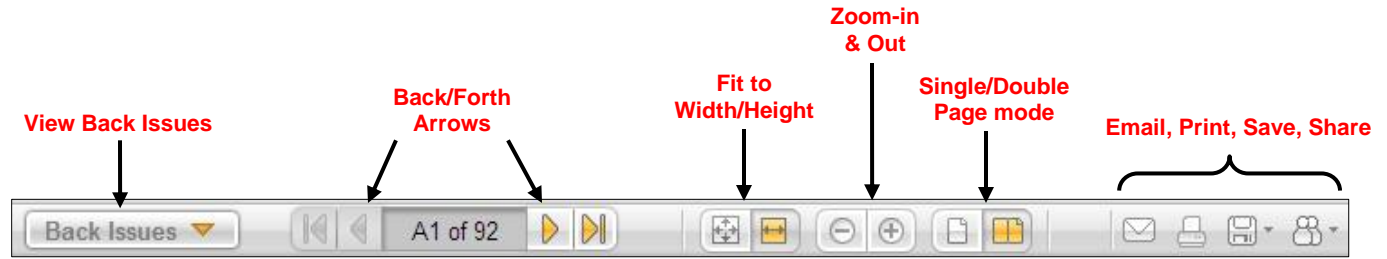 Zoom-in
& Out
Fit to
Width/Height
Single/Double
Page mode
Back/Forth
Arrows
View Back Issues
Email, Print, Save, Share
Back Issues
A1 of 92